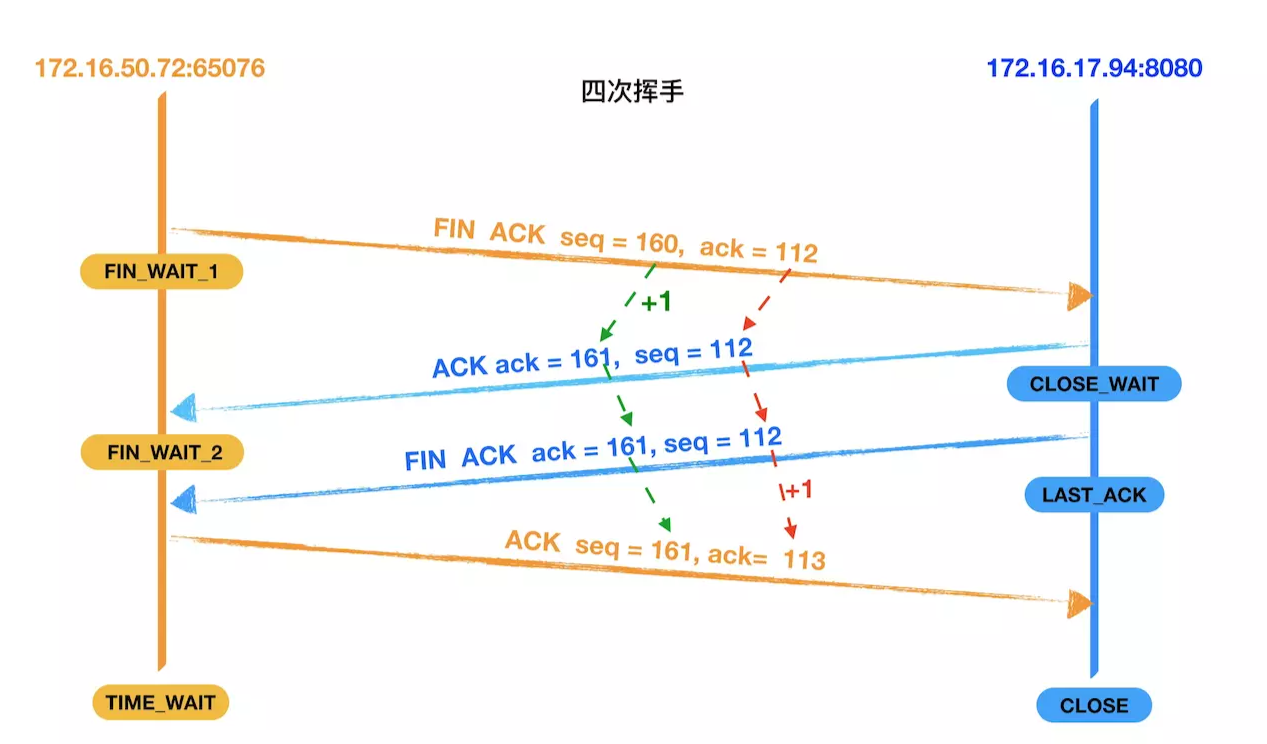 172.16.50.72:65076
172.16.17.94:8080
四次挥手
FIN ACK seq = 160, ack = 112
FIN_WAIT_1
+1
ACK ack = 161, seq = 112
CLOSE_WAIT
FIN_WAIT_2
FIN ACK ack = 161, seq = 112
LAST_ACK
+1
ACK seq = 161, ack= 113
TIME_WAIT
CLOSE